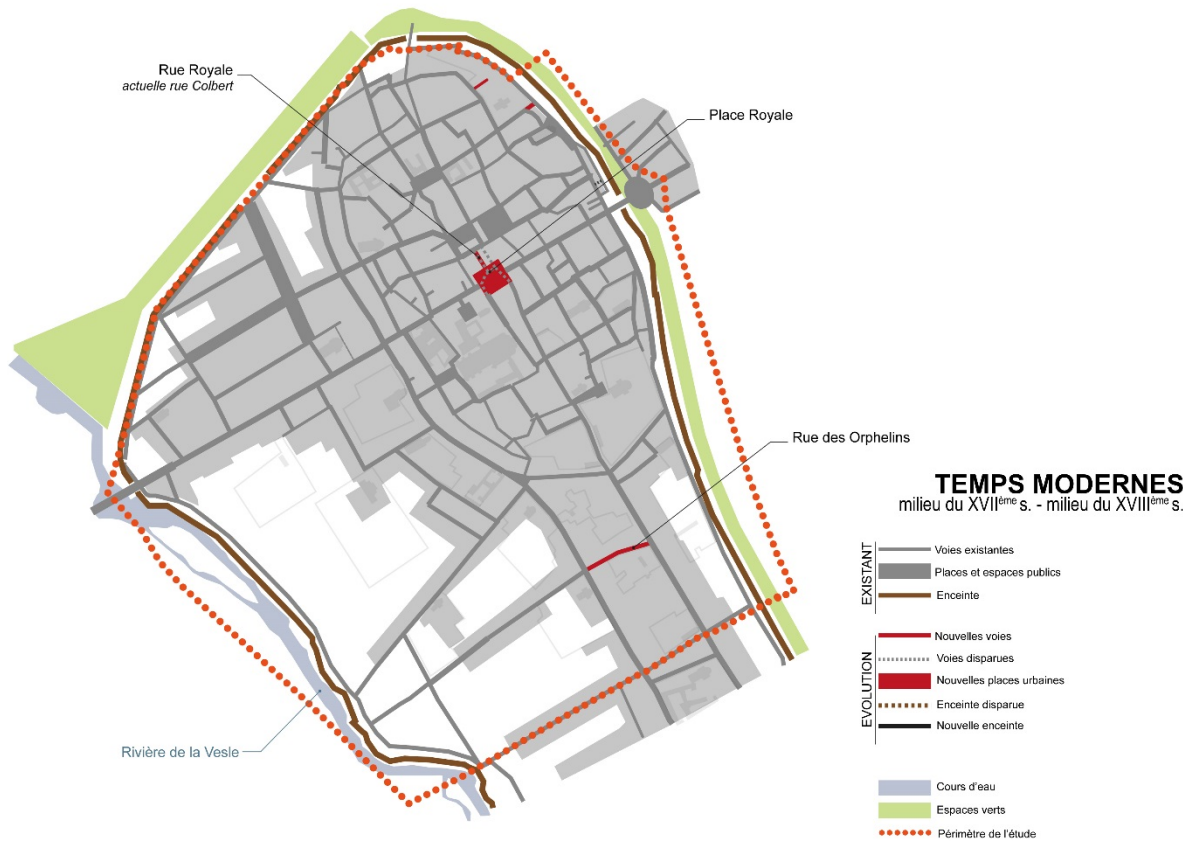 Rue Royale
actuelle rue Colbert
Place Royale
Rue des Orphelins
Rivière de la Vesle
TEMPS MODERNES
milieu du XVIIème s. - milieu du XVIIIème s.
EXISTANT
Voies existantes
Places et espaces publics
Enceinte
EVOLUTION
Nouvelles voies
Voies disparues
Nouvelles places urbaines
Enceinte disparue
Nouvelle enceinte
Cours d'eau
Espaces verts
Périmètre de l'étude